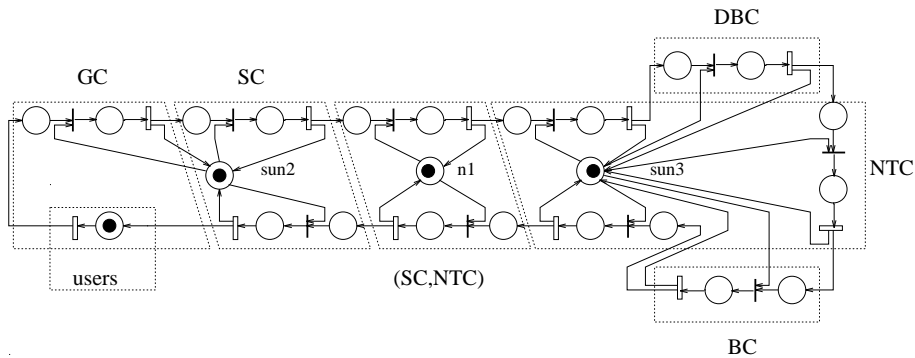 DBC
GC
SC
sun2
n1
sun3
NTC
users
(SC,NTC)
BC